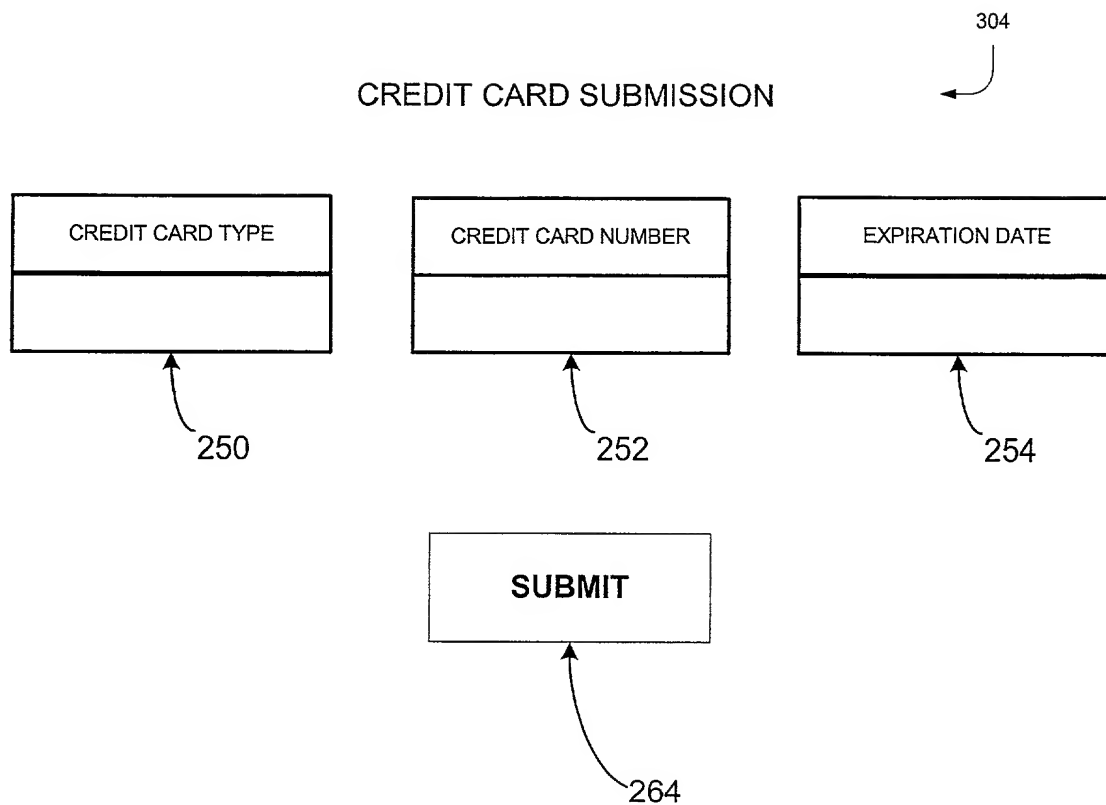 304
CREDIT CARD SUBMISSION
CREDIT CARD TYPE
CREDIT CARD NUMBER
EXPIRATION DATE
250
252
254
SUBMIT
264